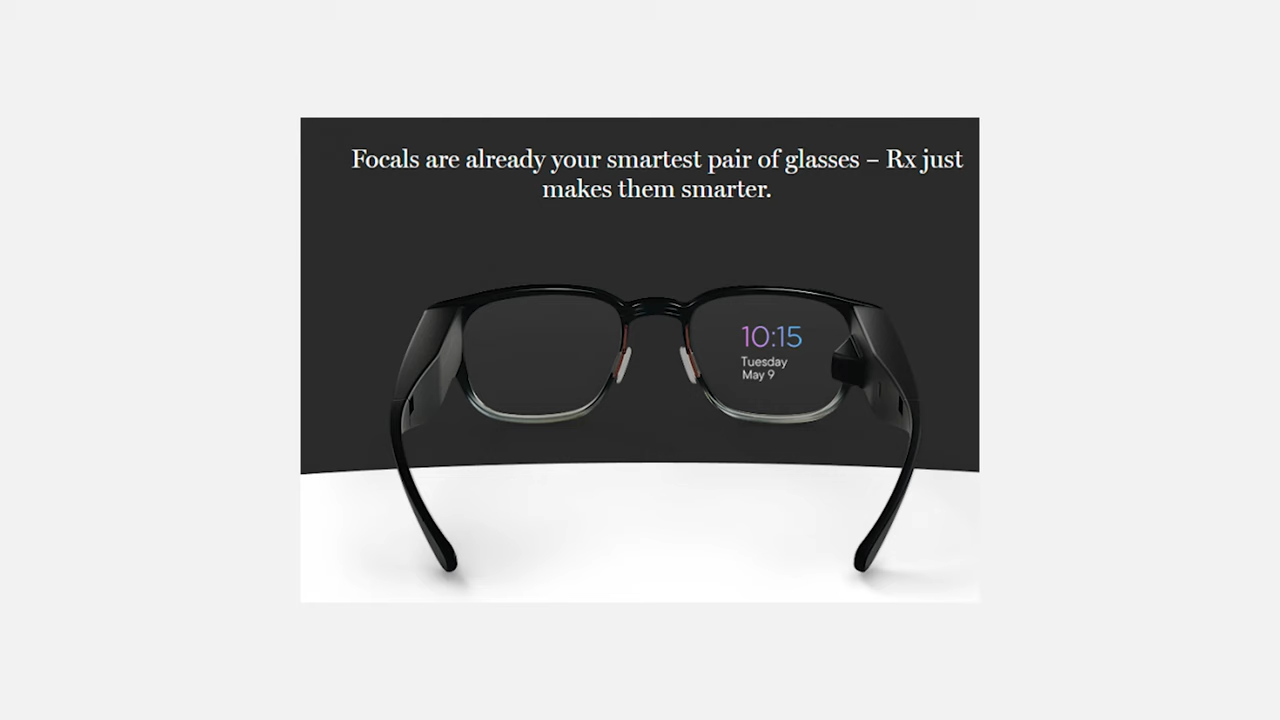 Focals are already your smartest pair of glasses – Rx just
makes them smarter.
10:15
Tuesday
May 9